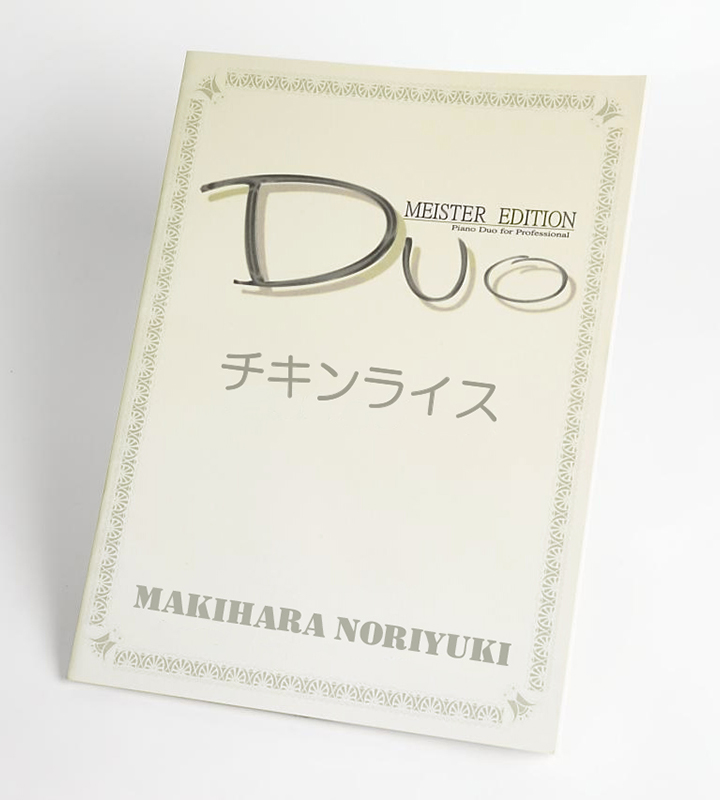 DUO
MEISTER EDITION
Piano Duo for Professional
チキンライス
MAKIHARA NORIYUKI